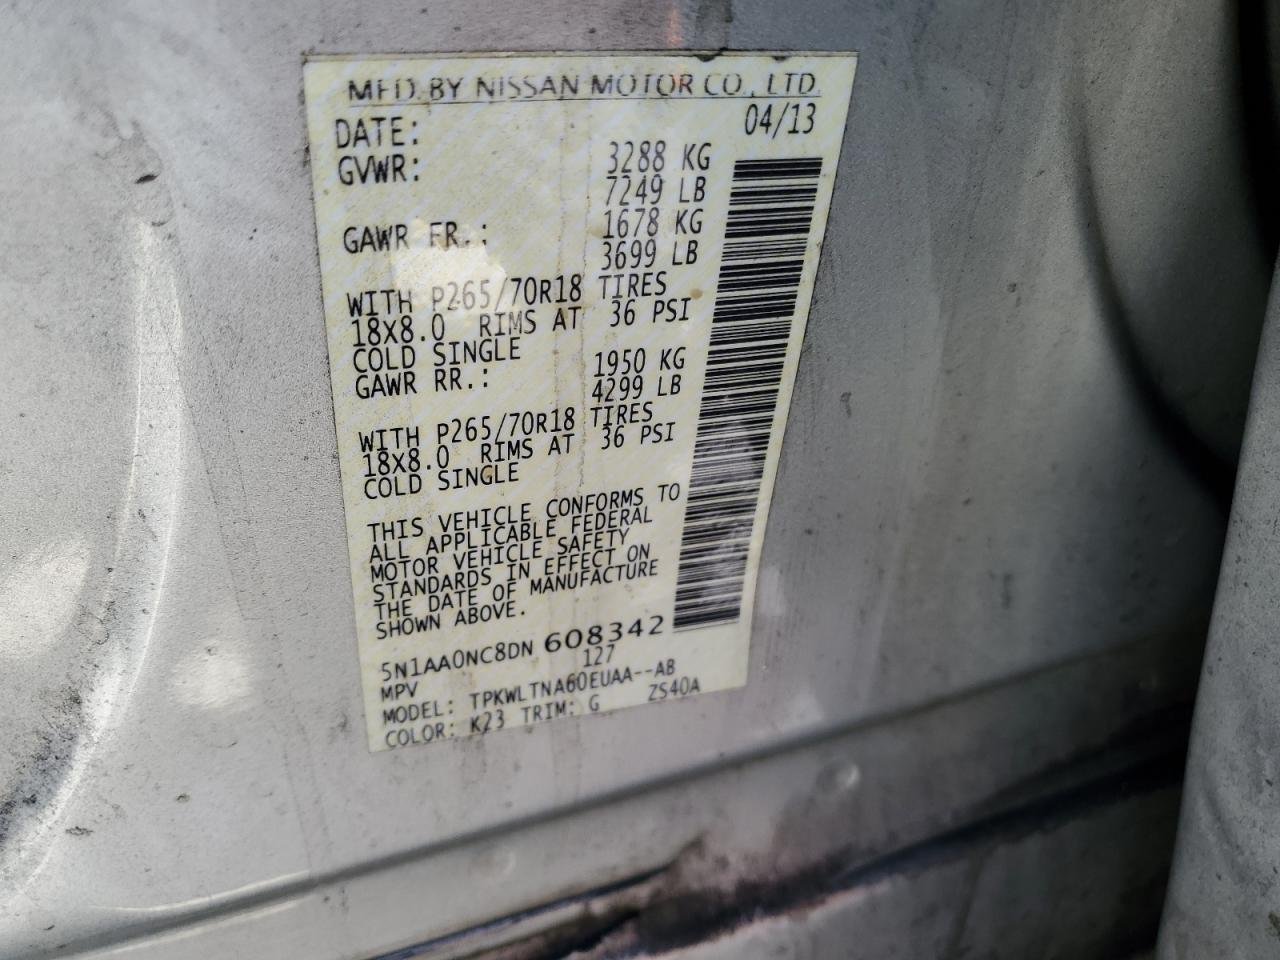 MFD. BY NISSAN MOTOR CO., LTD.
DATE: 04/13
GVWR: 3288 KG
7249 LB
GAWR FR.: 1678 KG
3699 LB
WITH P265/70R18 TIRES
18X8.0 RIMS AT 36 PSI
COLD SINGLE
GAWR RR.: 1950 KG
4299 LB
WITH P265/70R18 TIRES
18X8.0 RIMS AT 36 PSI
COLD SINGLE
THIS VEHICLE CONFORMS TO
ALL APPLICABLE FEDERAL
MOTOR VEHICLE SAFETY
STANDARDS IN EFFECT ON
THE DATE OF MANUFACTURE
SHOWN ABOVE.
5N1AA0NC8DN 608342
MPV 127
MODEL: TPKWLTNA60EUAA--AB
COLOR: K23 TRIM: G ZS40A